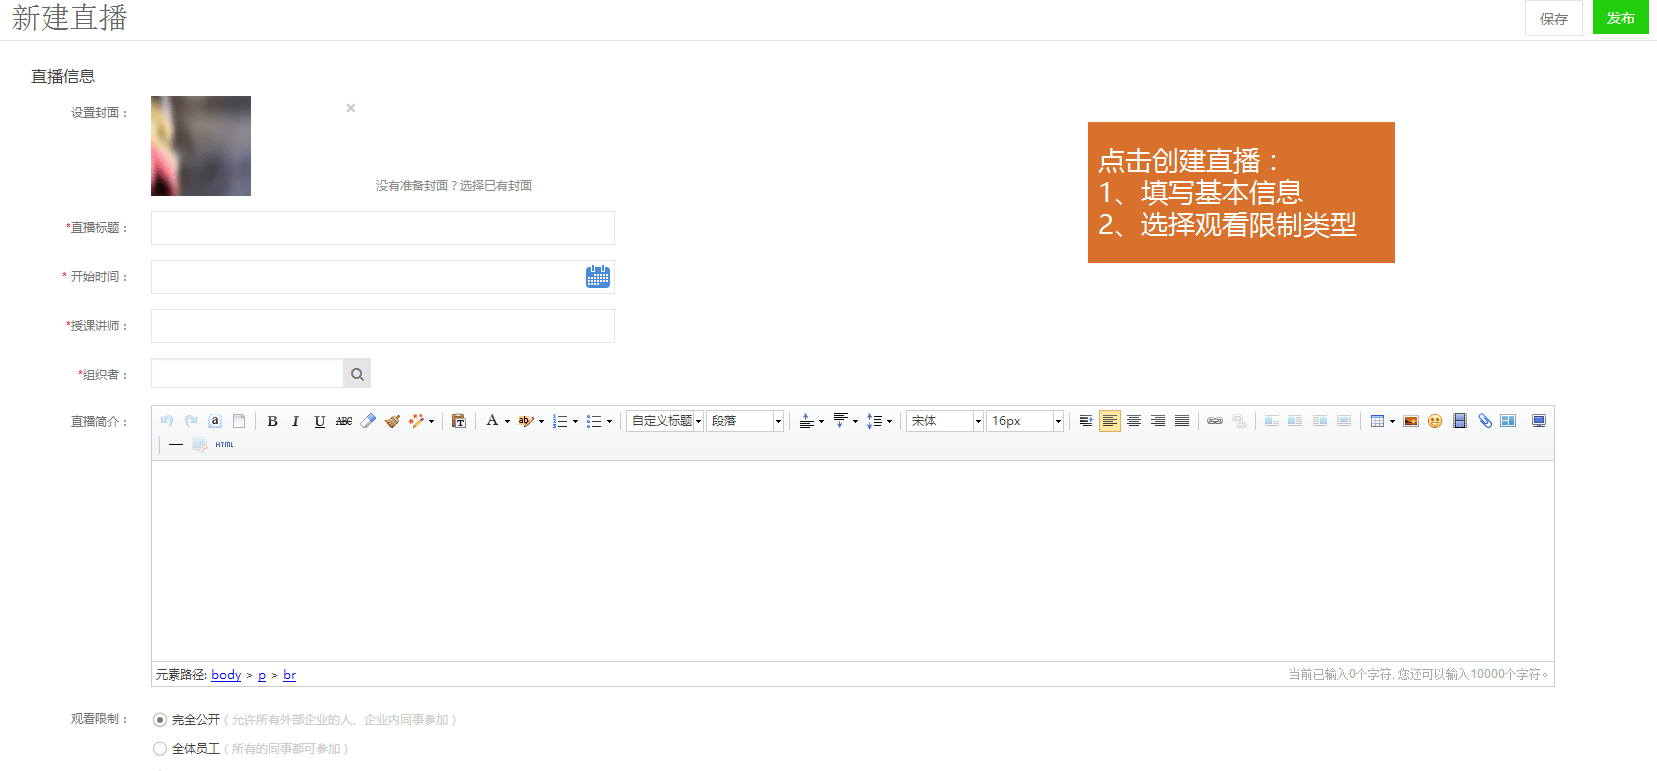 新建直播
保存
发布
直播信息
设置封面：
×
没有准备封面？选择已有封面
点击创建直播：
1、填写基本信息
2、选择观看限制类型
*直播标题：
* 开始时间：
*授课讲师：
*组织者：
直播简介：
B I U ABC
A
自定义标题
段落
宋体
16px
HTML
元素路径: body > p > br
当前已输入0个字符, 您还可以输入10000个字符。
观看限制：
完全公开（允许所有外部企业的人、企业内同事参加）
全体员工（所有的同事都可参加）